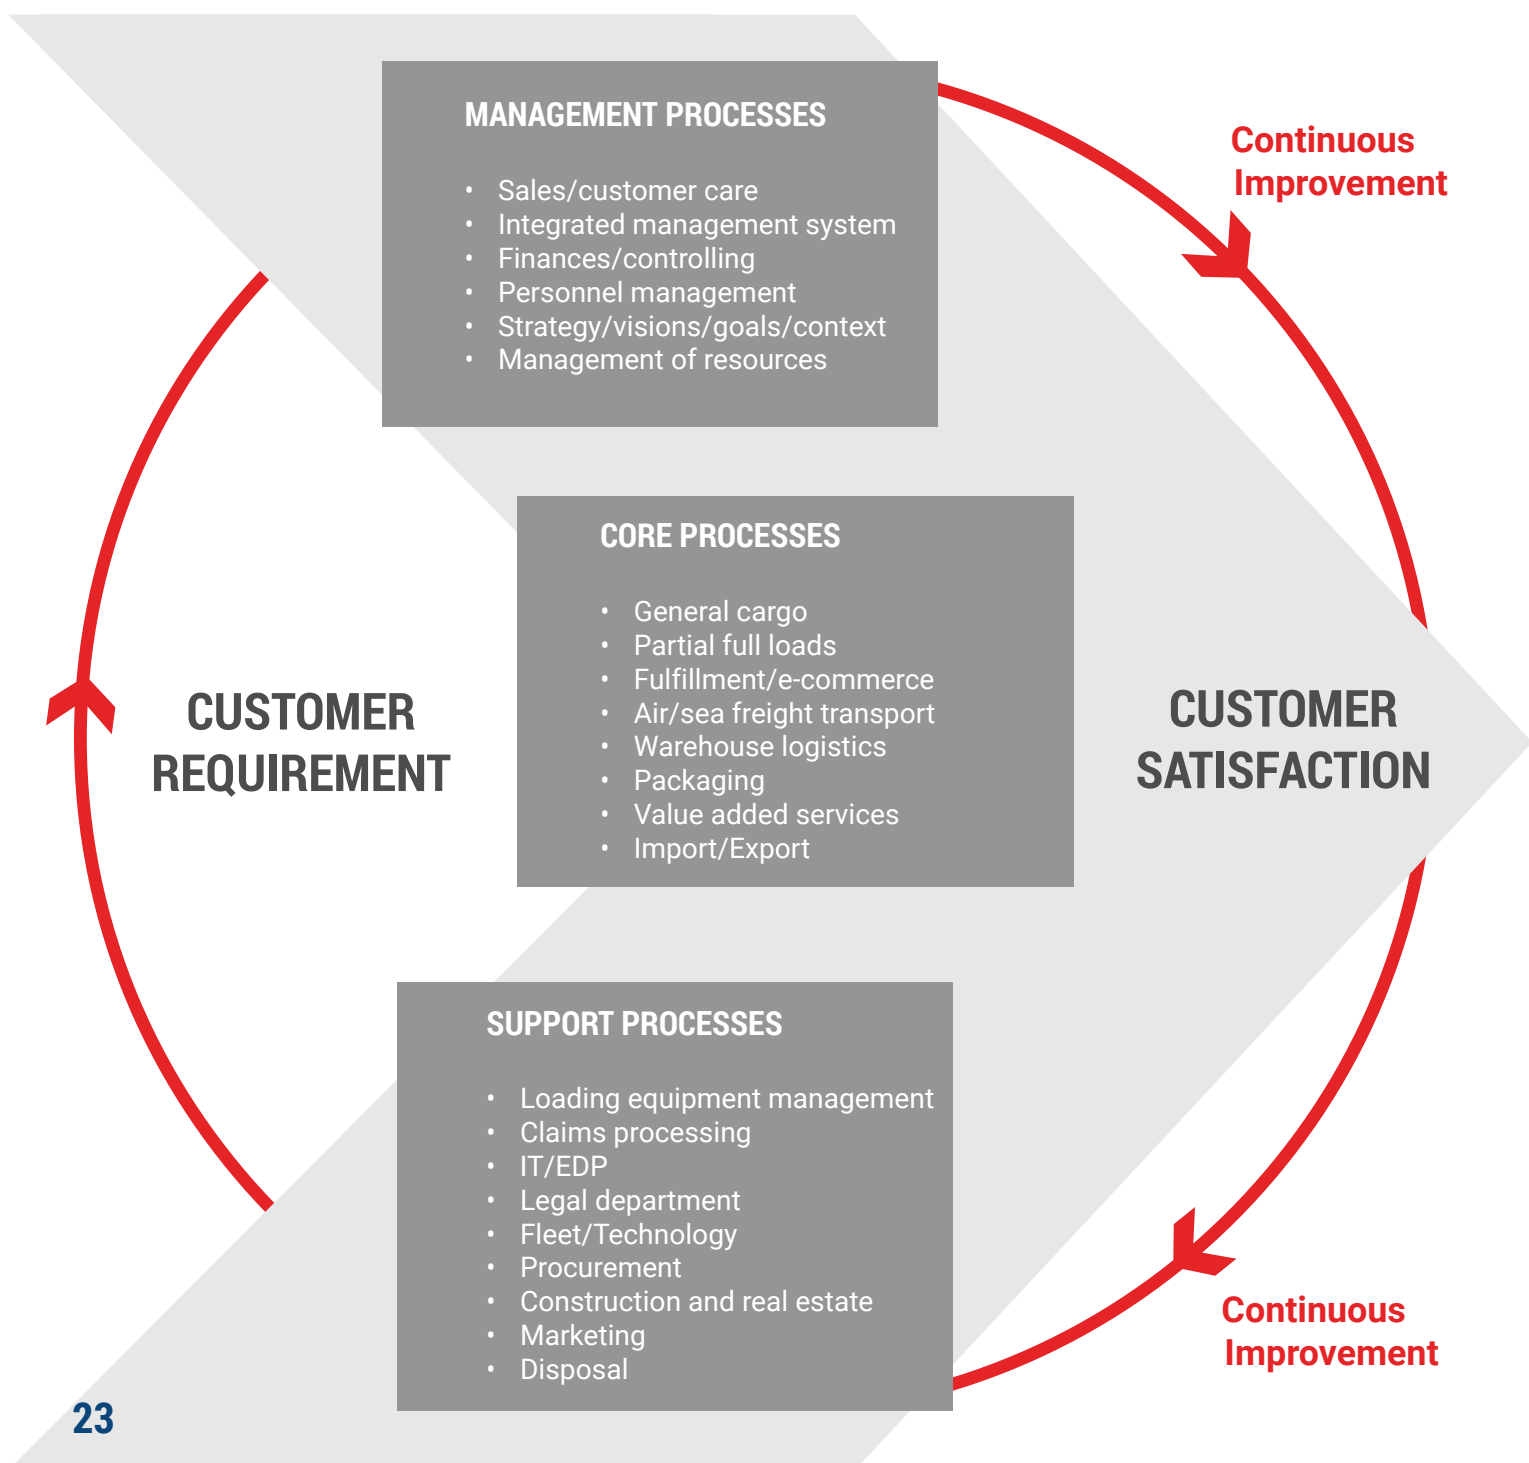 MANAGEMENT PROCESSES
• Sales/customer care
• Integrated management system
• Finances/controlling
• Personnel management
• Strategy/visions/goals/context
• Management of resources
Continuous
Improvement
CORE PROCESSES
• General cargo
• Partial full loads
• Fulfillment/e-commerce
• Air/sea freight transport
• Warehouse logistics
• Packaging
• Value added services
• Import/Export
CUSTOMER
REQUIREMENT
CUSTOMER
SATISFACTION
SUPPORT PROCESSES
• Loading equipment management
• Claims processing
• IT/EDP
• Legal department
• Fleet/Technology
• Procurement
• Construction and real estate
• Marketing
• Disposal
Continuous
Improvement
23